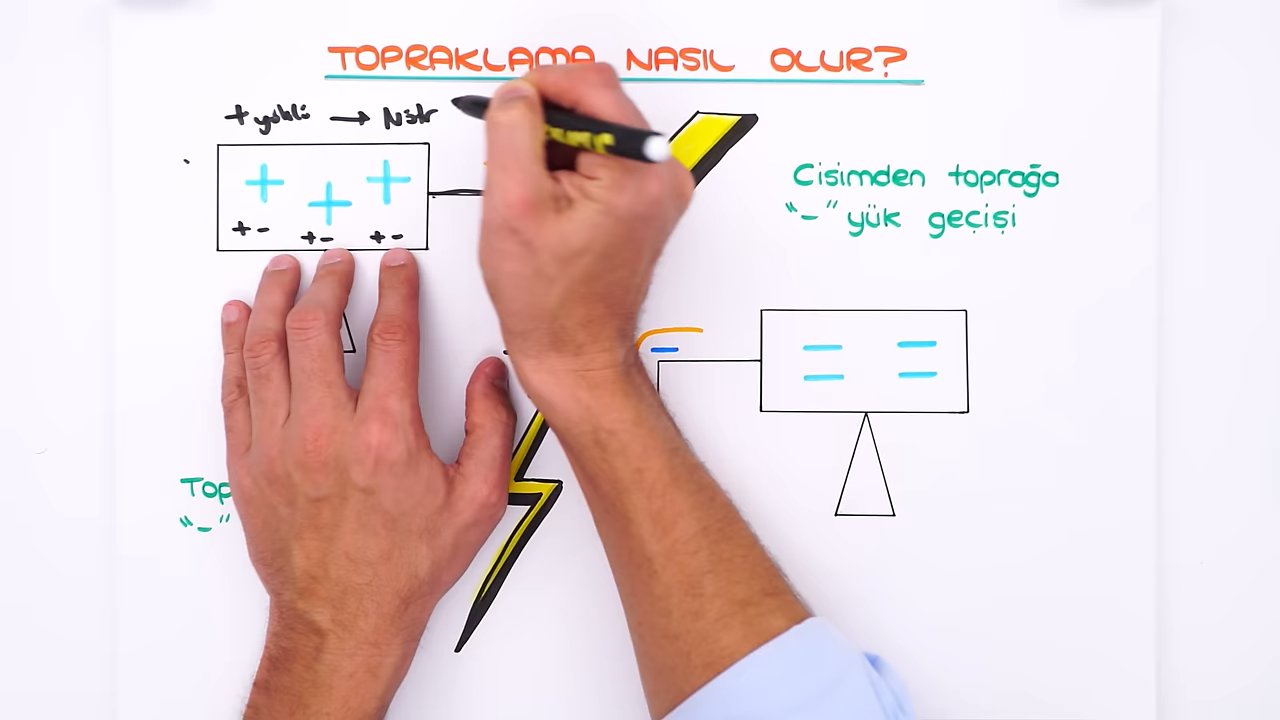 TOPRAKLAMA NASIL OLUR?
+ yüklü → Nötr
+ + +
+ - + - + -
Cisimden toprağa
"-" yük geçişi
-
- -
- -
Top
"-"